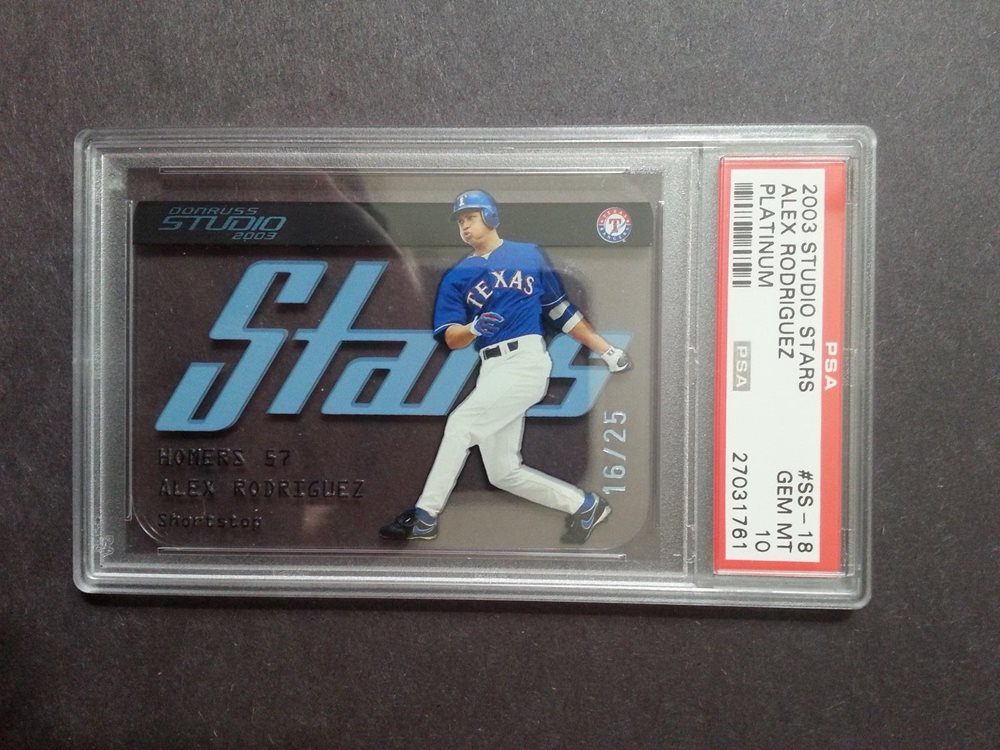 DONRUSS
STUDIO
2003
Stars
TEXAS
T
T
HOMERS 57
ALEX RODRIGUEZ
Shortstop
16/25
2003 STUDIO STARS
ALEX RODRIGUEZ
PLATINUM
#SS-18
GEM MT
10
27031761
PSA
PSA